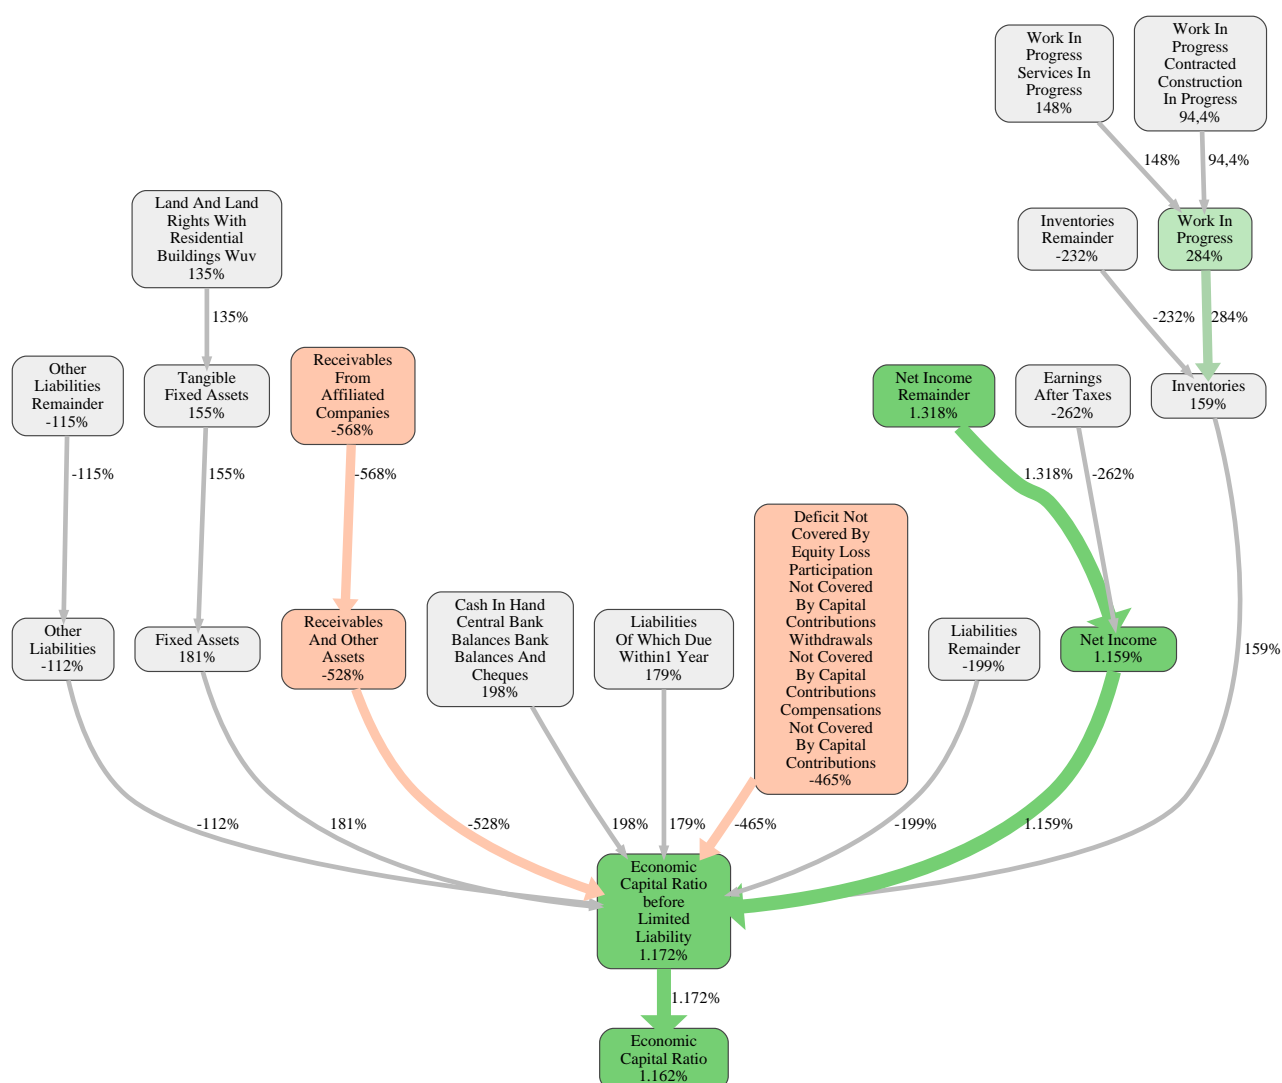 Work In
Progress
Services In
Progress
148%
Work In
Progress
Contracted
Construction
In Progress
94,4%
148%
94,4%
Land And Land
Rights With
Residential
Buildings Wuv
135%
Inventories
Remainder
-232%
Work In
Progress
284%
135%
-232%
284%
Other
Liabilities
Remainder
-115%
Tangible
Fixed Assets
155%
Receivables
From
Affiliated
Companies
-568%
Net Income
Remainder
1.318%
Earnings
After Taxes
-262%
Inventories
159%
-115%
155%
-568%
1.318%
-262%
Other
Liabilities
-112%
Fixed Assets
181%
Receivables
And Other
Assets
-528%
Cash In Hand
Central Bank
Balances Bank
Balances And
Cheques
198%
Liabilities
Of Which Due
Within1 Year
179%
Deficit Not
Covered By
Equity Loss
Participation
Not Covered
By Capital
Contributions
Withdrawals
Not Covered
By Capital
Contributions
Compensations
Not Covered
By Capital
Contributions
-465%
Liabilities
Remainder
-199%
Net Income
1.159%
159%
-112%
181%
-528%
198%
179%
-465%
-199%
1.159%
Economic
Capital Ratio
before
Limited
Liability
1.172%
1.172%
Economic
Capital Ratio
1.162%